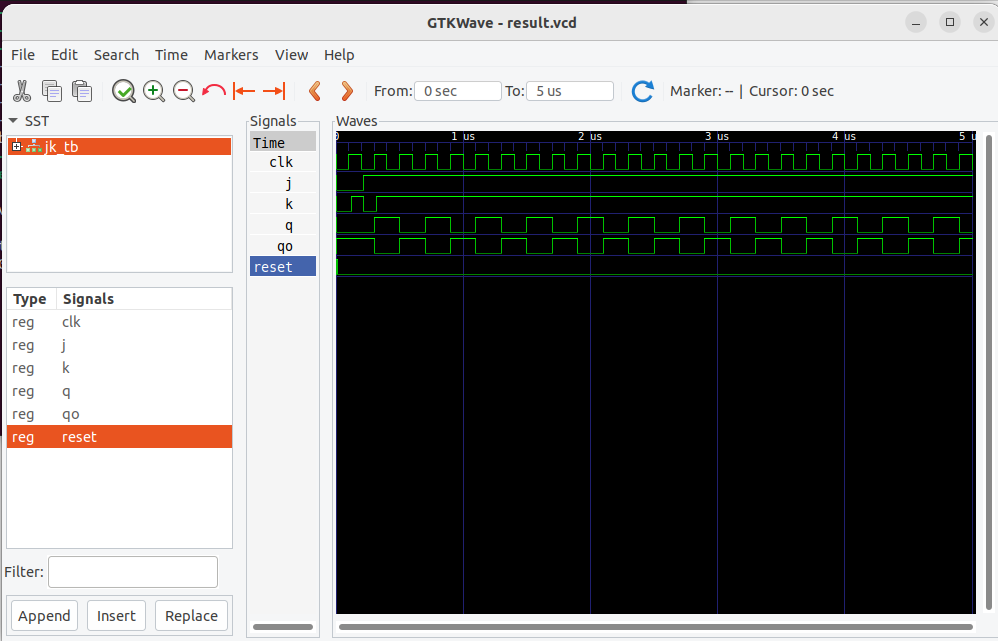 GTKWave - result.vcd
File Edit Search Time Markers View Help
From: 0 sec To: 5 us Marker: -- | Cursor: 0 sec
SST
jk_tb
Type Signals
reg clk
reg j
reg k
reg q
reg qo
reg reset
Filter:
Append Insert Replace
Signals
Time
clk
j
k
q
qo
reset
Waves
0 1 us 2 us 3 us 4 us 5 u